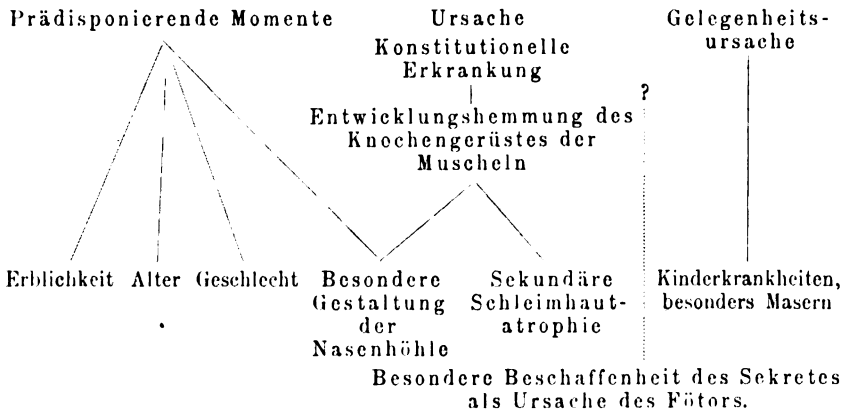 Prädisponierende Momente
Ursache
Konstitutionelle
Erkrankung
Gelegenheits-
ursache
?
Entwicklungshemmung des
Knochengerüstes der
Muscheln
Erblichkeit
Alter
Geschlecht
Besondere
Gestaltung
der
Nasenhöhle
Sekundäre
Schleimhaut-
atrophie
Kinderkrankheiten,
besonders Masern
Besondere Beschaffenheit des Sekretes
als Ursache des Fötors.